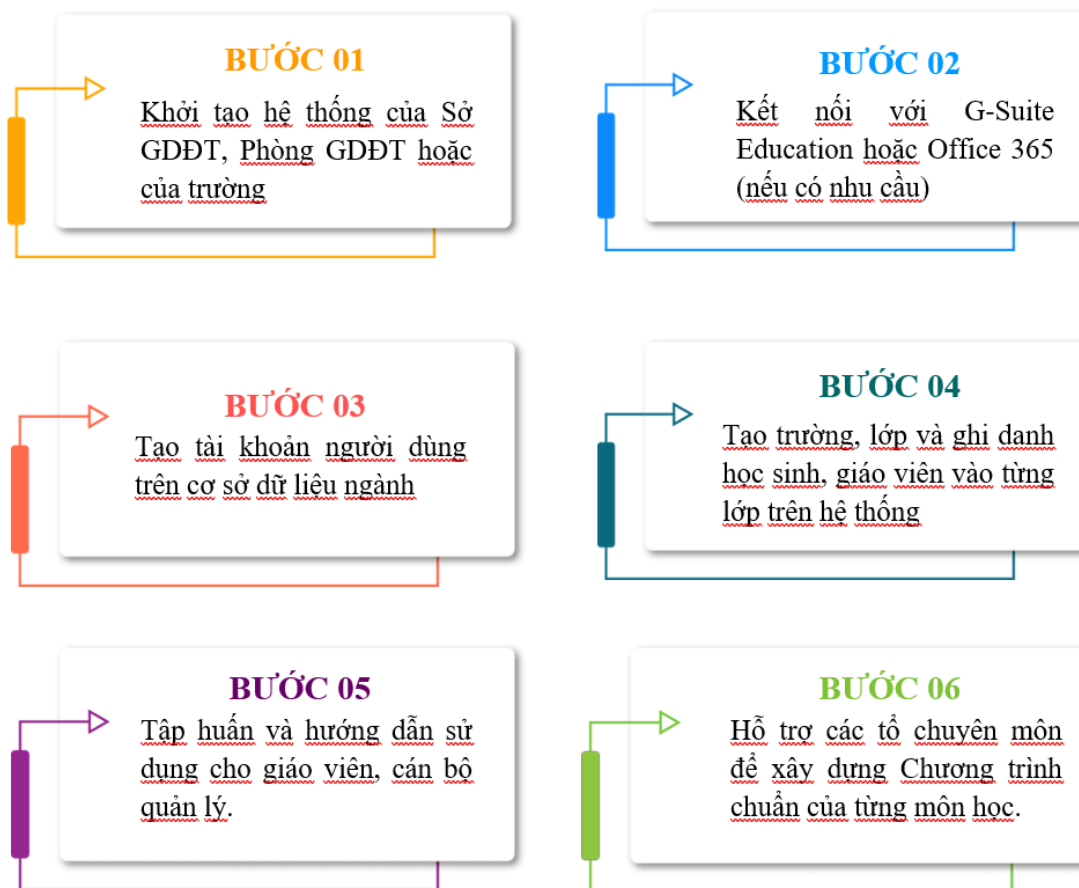 BƯỚC 01
Khởi tạo hệ thống của Sở
GDĐT, Phòng GDĐT hoặc
của trường
BƯỚC 02
Kết nối với G-Suite
Education hoặc Office 365
(nếu có nhu cầu)
BƯỚC 03
Tạo tài khoản người dùng
trên cơ sở dữ liệu ngành
BƯỚC 04
Tạo trường, lớp và ghi danh
học sinh, giáo viên vào từng
lớp trên hệ thống
BƯỚC 05
Tập huấn và hướng dẫn sử
dụng cho giáo viên, cán bộ
quản lý.
BƯỚC 06
Hỗ trợ các tổ chuyên môn
để xây dựng Chương trình
chuẩn của từng môn học.